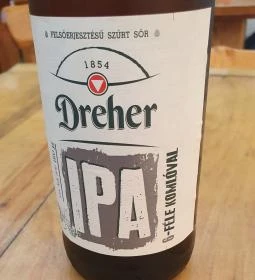 FELSŐERJESZTÉSŰ SZŰRT SÖR
1854
Dreher
IPA
6-FÉLE KOMLÓVAL